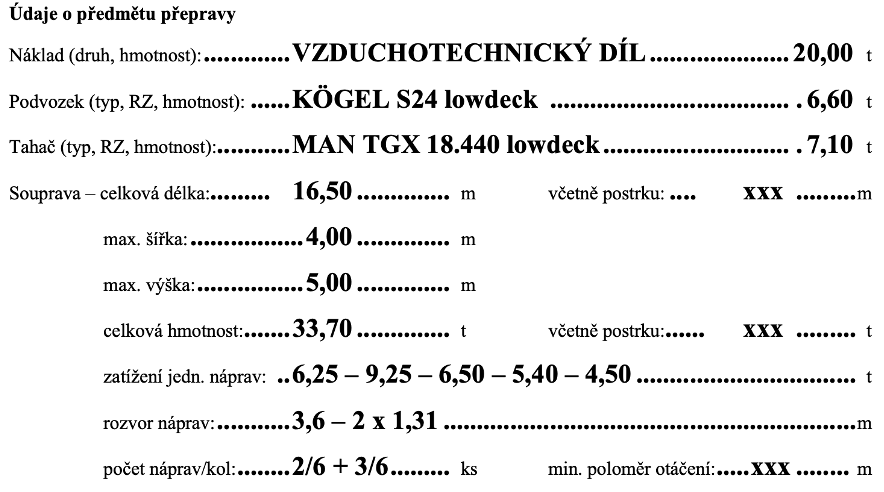 Údaje o předmětu přepravy
Náklad (druh, hmotnost):.............VZDUCHOTECHNICKÝ DÍL..................... 20,00 t
Podvozek (typ, RZ, hmotnost): ......KÖGEL S24 lowdeck .................................... . 6,60 t
Tahač (typ, RZ, hmotnost):...........MAN TGX 18.440 lowdeck............................ . 7,10 t
Souprava – celková délka:......... 16,50 .............. m včetně postrku: .... xxx .........m
max. šířka:.................4,00 .............. m
max. výška:................5,00 .............. m
celková hmotnost:.......33,70 .............. t včetně postrku:...... xxx ......... t
zatížení jedn. náprav: ..6,25 – 9,25 – 6,50 – 5,40 – 4,50 .................................. t
rozvor náprav:...........3,6 – 2 x 1,31 ...............................................................m
počet náprav/kol:........2/6 + 3/6......... ks min. poloměr otáčení:.....xxx ........ m